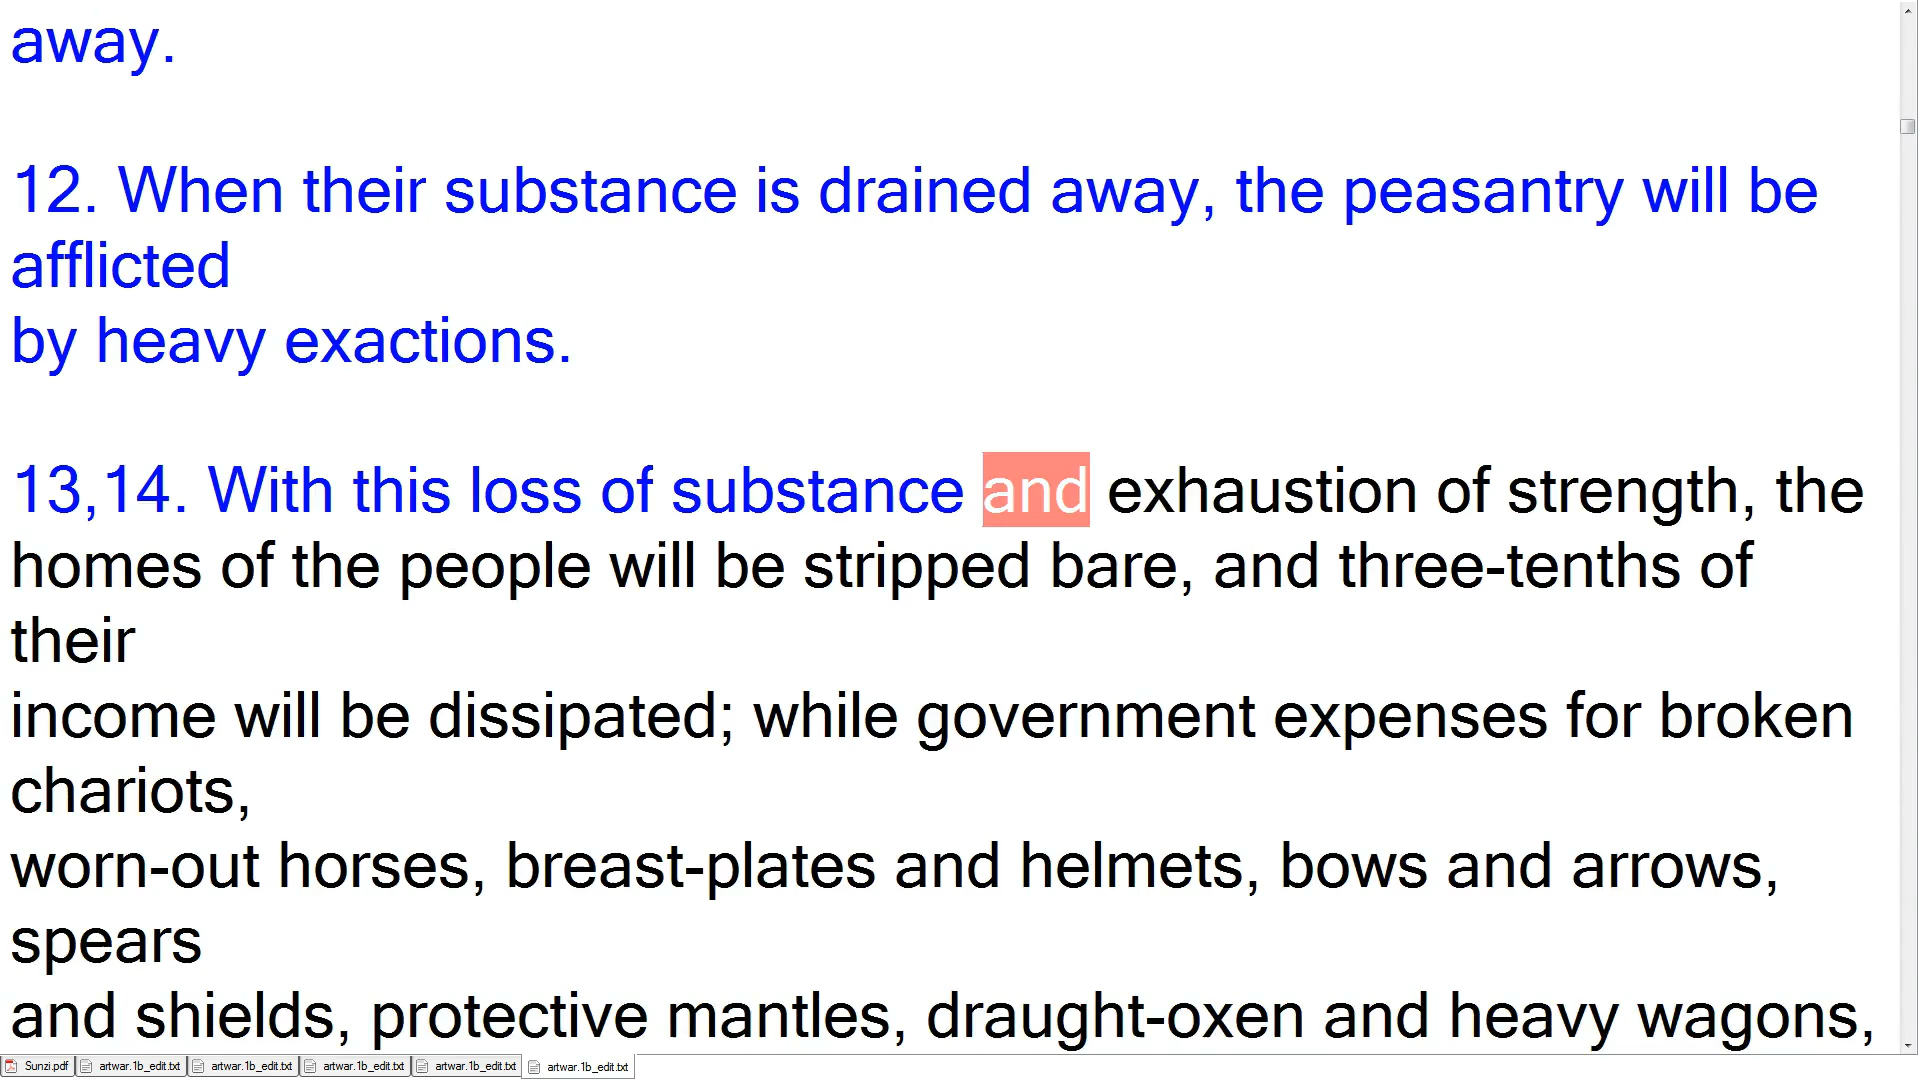 away.
12. When their substance is drained away, the peasantry will be
afflicted
by heavy exactions.
13,14. With this loss of substance and exhaustion of strength, the
homes of the people will be stripped bare, and three-tenths of
their
income will be dissipated; while government expenses for broken
chariots,
worn-out horses, breast-plates and helmets, bows and arrows,
spears
and shields, protective mantles, draught-oxen and heavy wagons,
Sunzi.pdf artwar.1b_edit.txt artwar.1b_edit.txt artwar.1b_edit.txt artwar.1b_edit.txt artwar.1b_edit.txt